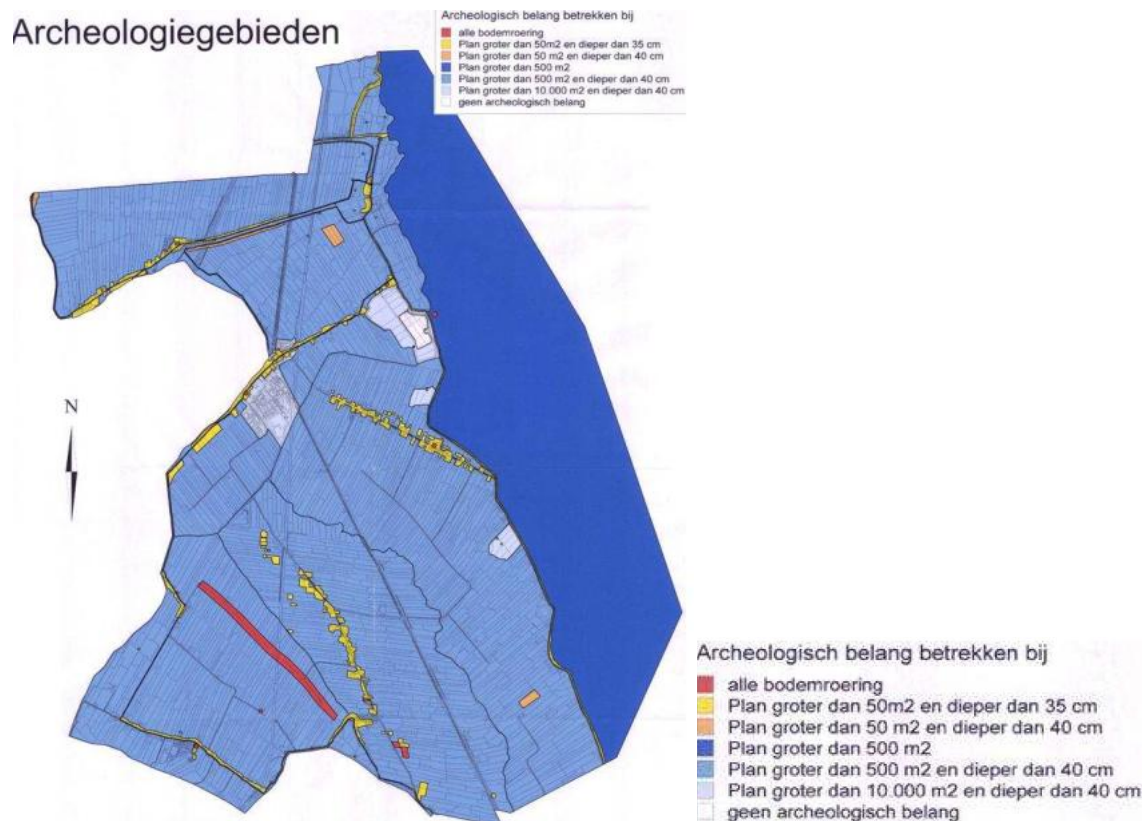 Archeologiegebieden
Archeologisch belang betrekken bij
alle bodemroering
Plan groter dan 50m2 en dieper dan 35 cm
Plan groter dan 50 m2 en dieper dan 40 cm
Plan groter dan 500 m2
Plan groter dan 500 m2 en dieper dan 40 cm
Plan groter dan 10.000 m2 en dieper dan 40 cm
geen archeologisch belang
N
Archeologisch belang betrekken bij
alle bodemroering
Plan groter dan 50m2 en dieper dan 35 cm
Plan groter dan 50 m2 en dieper dan 40 cm
Plan groter dan 500 m2
Plan groter dan 500 m2 en dieper dan 40 cm
Plan groter dan 10.000 m2 en dieper dan 40 cm
geen archeologisch belang